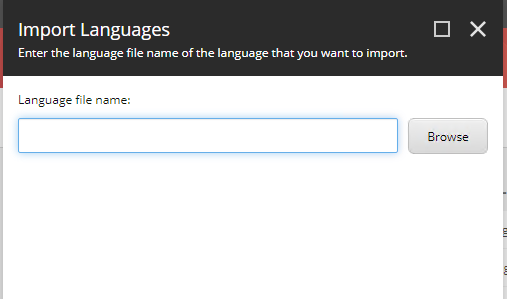 Import Languages
Enter the language file name of the language that you want to import.
Language file name:
Browse